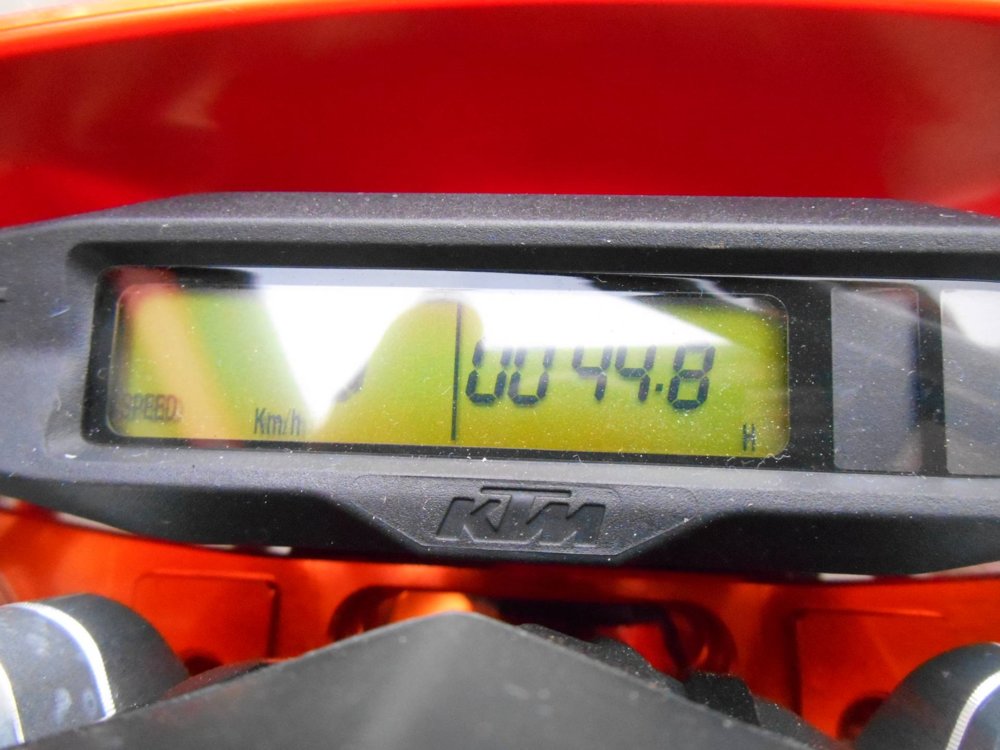 0044.8
SPEED
Km/h
H
KTM